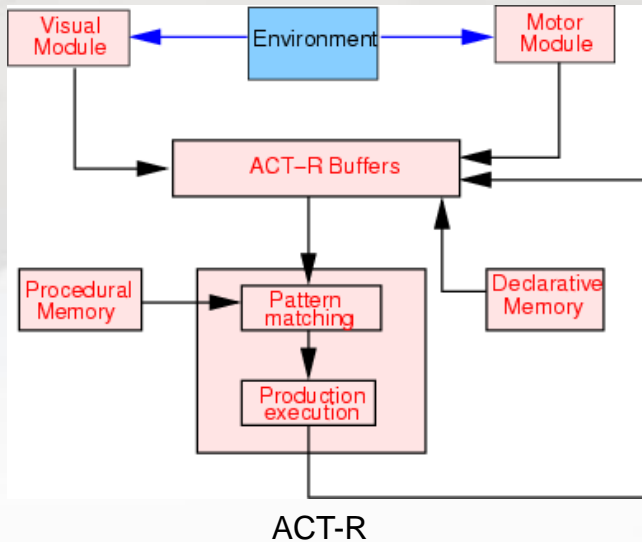 Visual
Module
Environment
Motor
Module
ACT-R Buffers
Procedural
Memory
Pattern
matching
Declarative
Memory
Production
execution
ACT-R